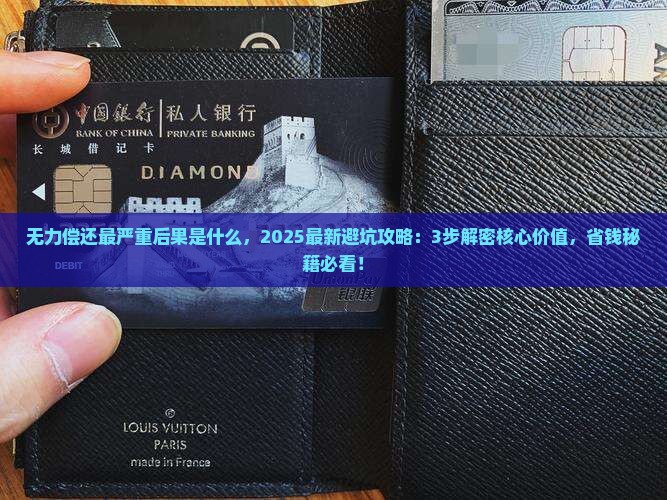 中國銀行 私人银行
BANK OF CHINA PRIVATE BANKING
长城借记卡
DIAMOND
无力偿还最严重后果是什么，2025最新避坑攻略：3步解密核心价值，省钱秘
籍必看！
DEBIT
银联
LOUIS VUITTON
PARIS
made in France